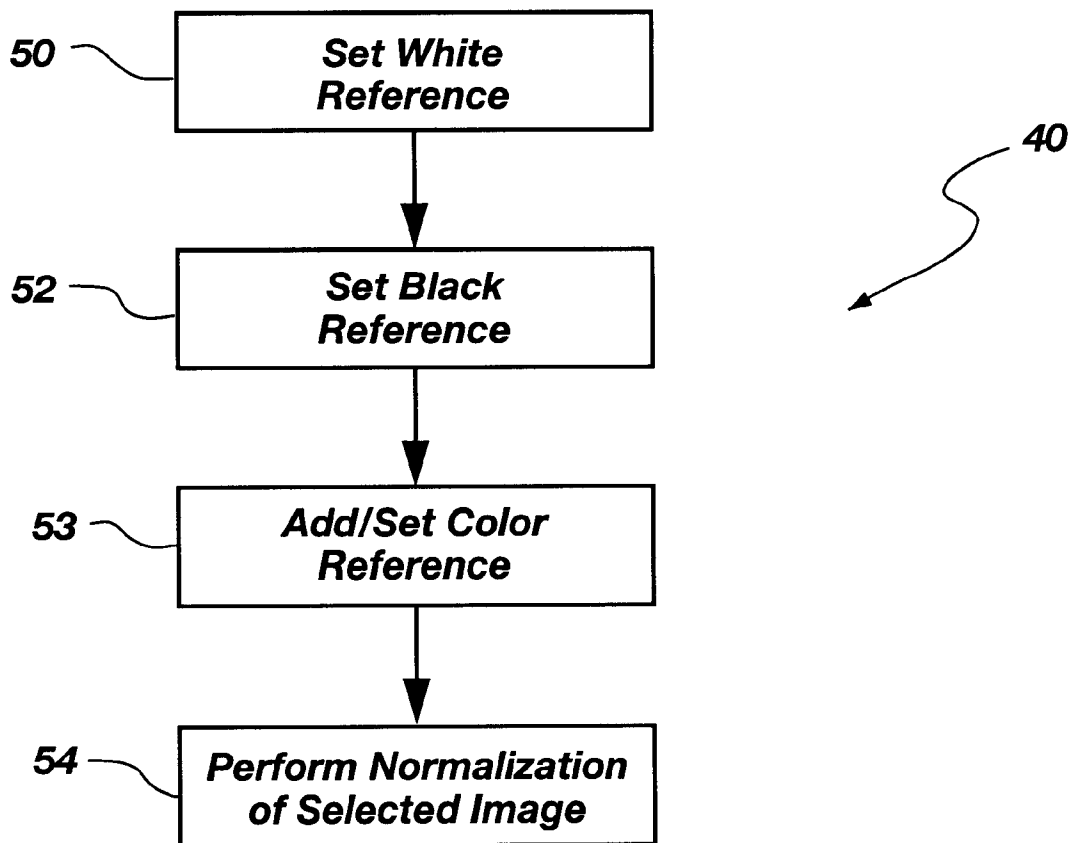 50
Set White
Reference
40
52
Set Black
Reference
53
Add/Set Color
Reference
54
Perform Normalization
of Selected Image